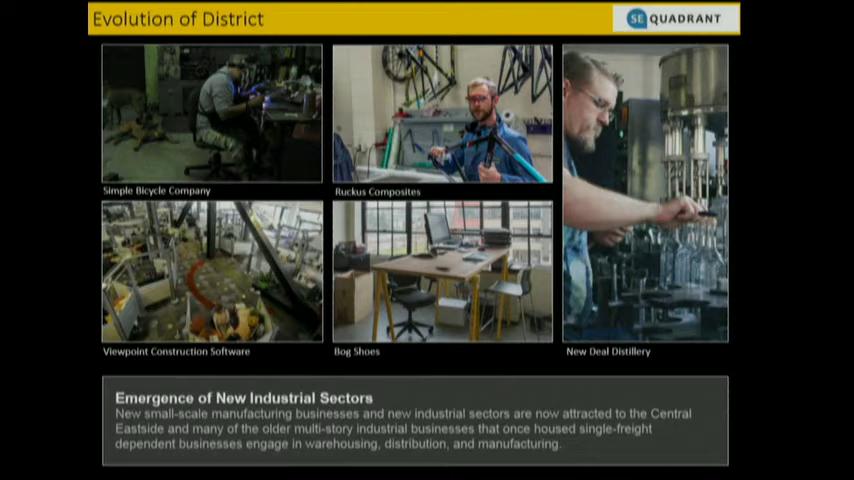 Evolution of District
SE QUADRANT
Simple Bicycle Company
Ruckus Composites
Viewpoint Construction Software
Bog Shoes
New Deal Distillery
Emergence of New Industrial Sectors
New small-scale manufacturing businesses and new industrial sectors are now attracted to the Central
Eastside and many of the older multi-story industrial businesses that once housed single-freight
dependent businesses engage in warehousing, distribution, and manufacturing.